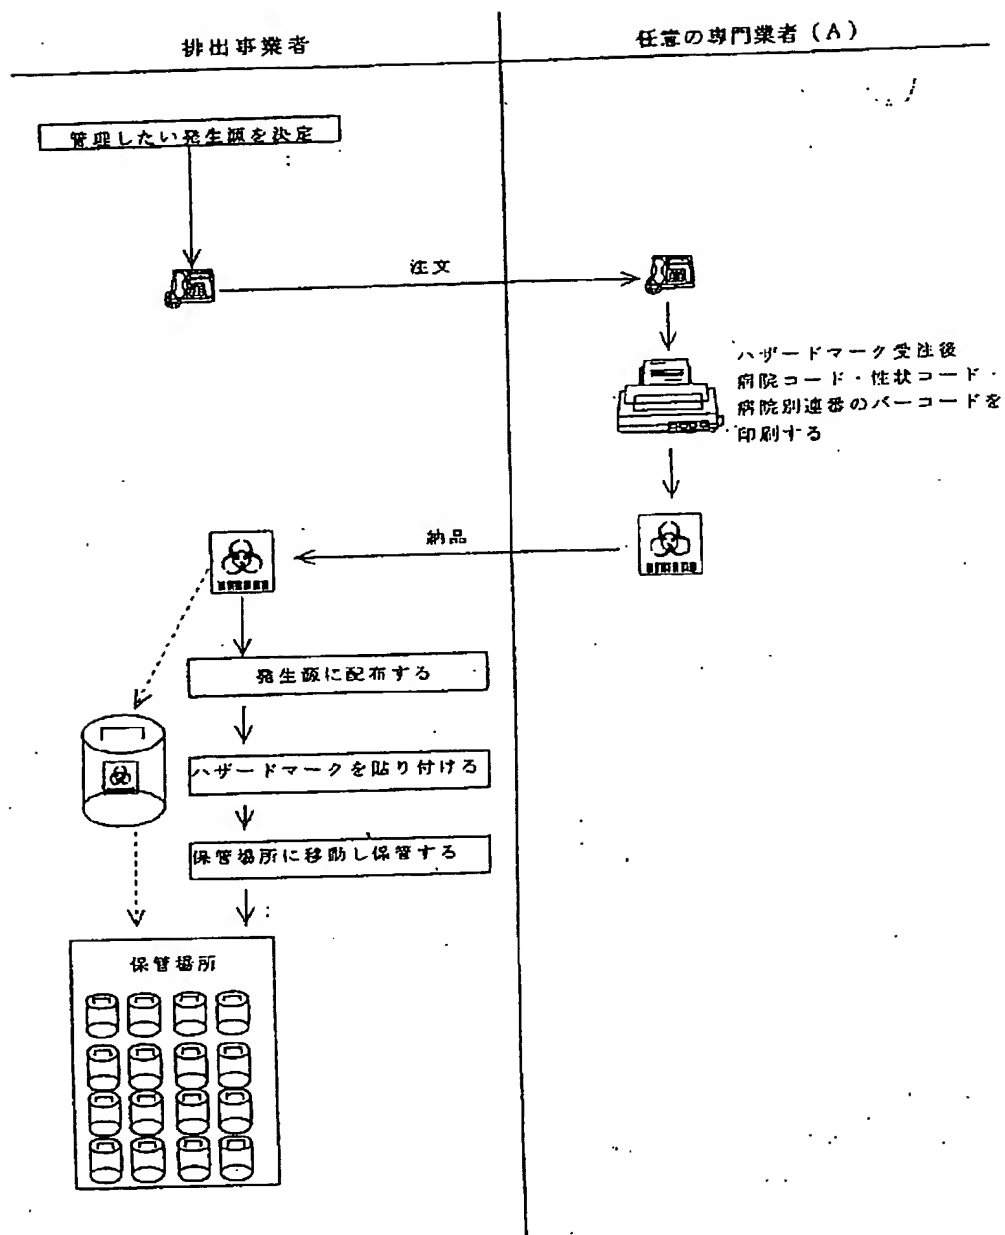 排出事業者
任意の専門業者（A）
管理したい発生源を決定
注文
ハザードマーク受注後
病院コード・性状コード・
病院別連番のバーコードを
印刷する
納品
発生源に配布する
ハザードマークを貼り付ける
保管場所に移動し保管する
保管場所